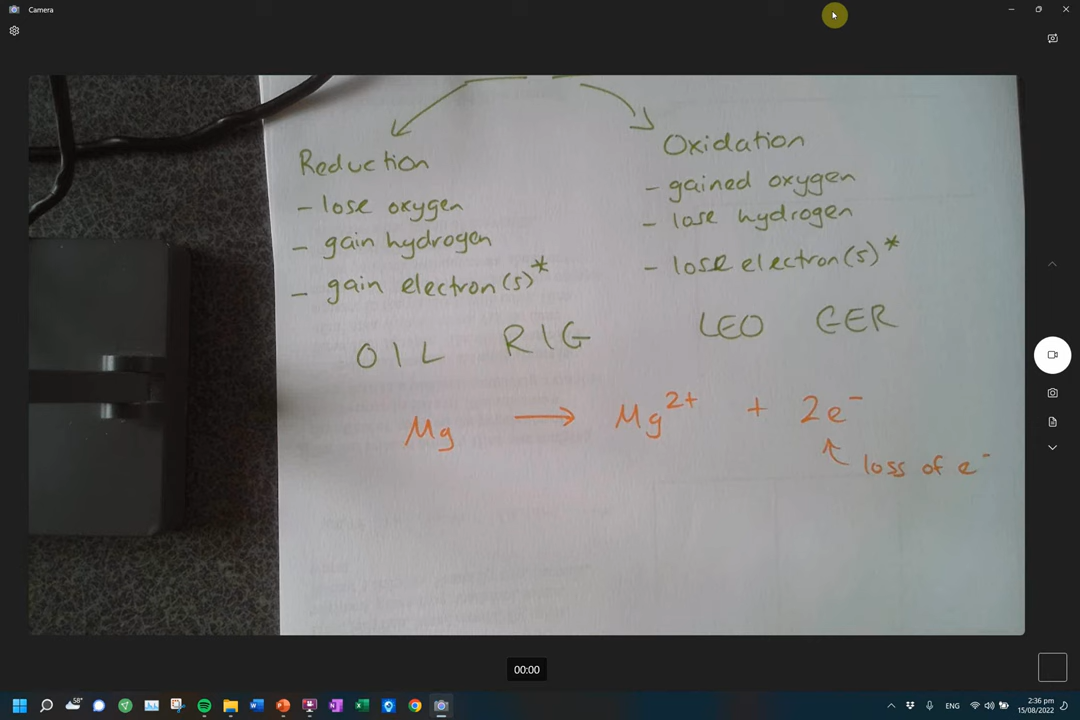 Camera
Reduction
- lose oxygen
- gain hydrogen
- gain electron(s)*
Oxidation
- gained oxygen
- lose hydrogen
- lose electron(s)*
OIL RIG
LEO GER
Mg → Mg²⁺ + 2e⁻
↑ loss of e⁻
00:00
58°
ENG
2:36 pm
15/08/2022